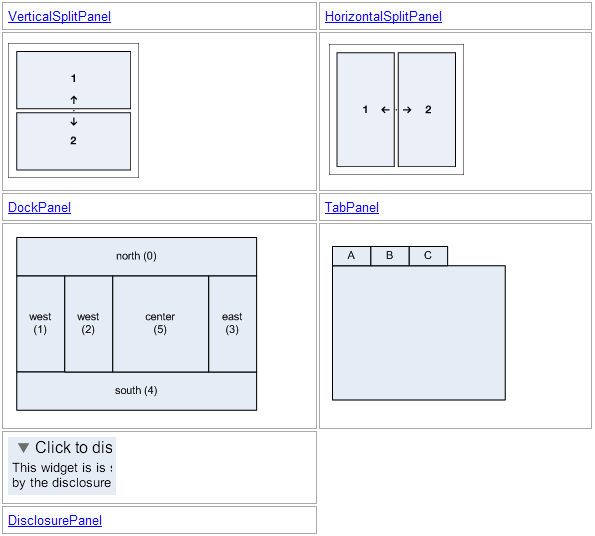 VerticalSplitPanel
HorizontalSplitPanel
1
2
1
2
DockPanel
TabPanel
north (0)
west
(1)
west
(2)
center
(5)
east
(3)
south (4)
A B C
Click to dis
This widget is is s
by the disclosure
DisclosurePanel